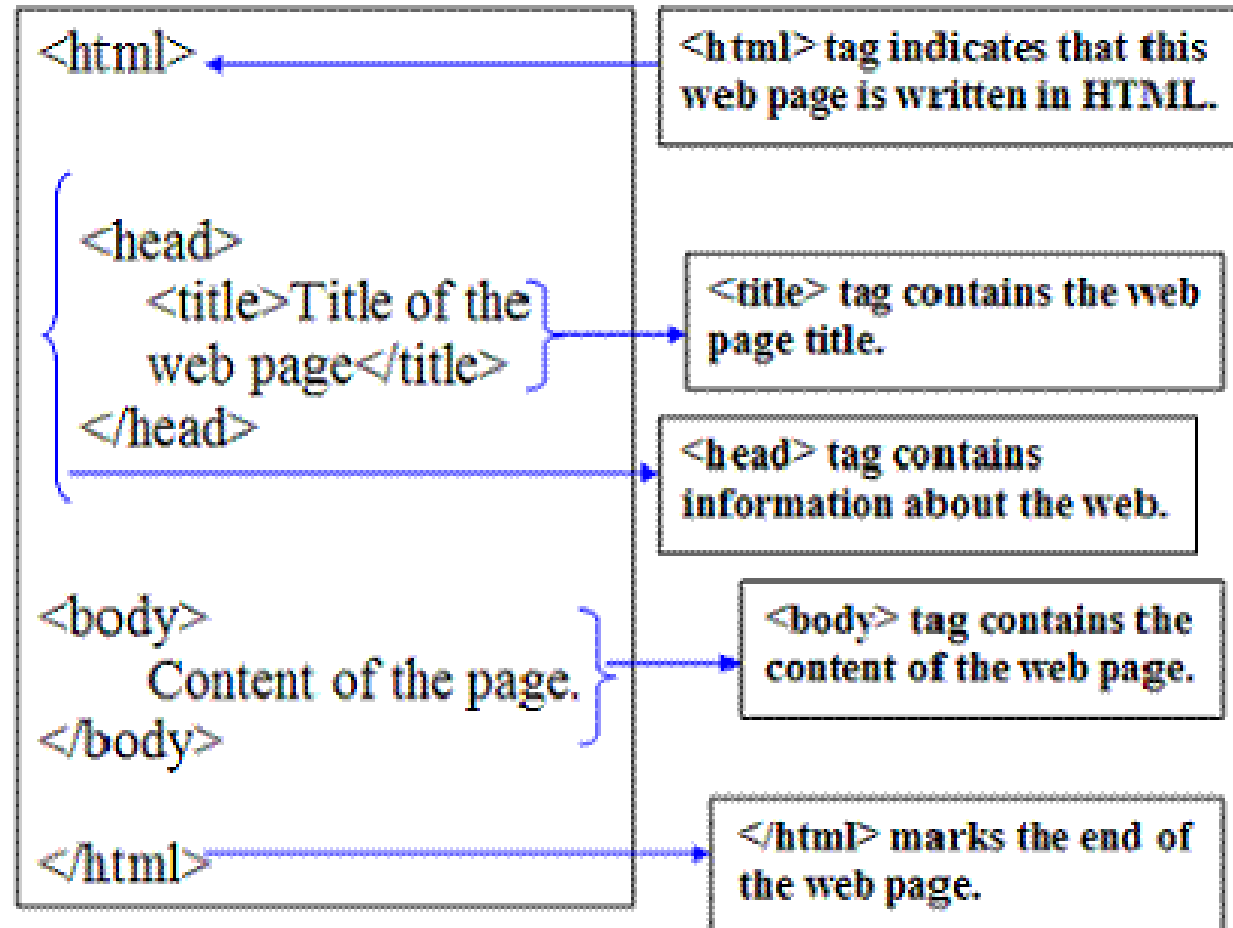 <html>
<head>
<title>Title of the
web page</title>
</head>
<body>
Content of the page.
</body>
</html>
<html> tag indicates that this
web page is written in HTML.
<title> tag contains the web
page title.
<head> tag contains
information about the web.
<body> tag contains the
content of the web page.
</html> marks the end of
the web page.